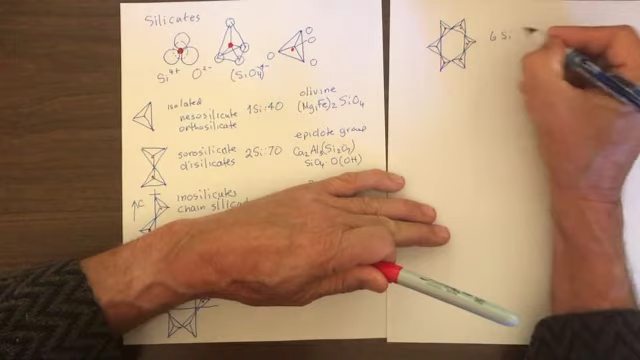 Silicates
Si4+ O2- (SiO4)4-
O
O
O
O
isolated
nesosilicate 1Si:4O
orthosilicate
olivine
(Mg,Fe)2 SiO4
sorosilicate 2Si:7O
disilicates
epidote group
Ca2Al3(Si2O7)
SiO4·O(OH)
↑c
inosilicates
chain silicates
6 Si